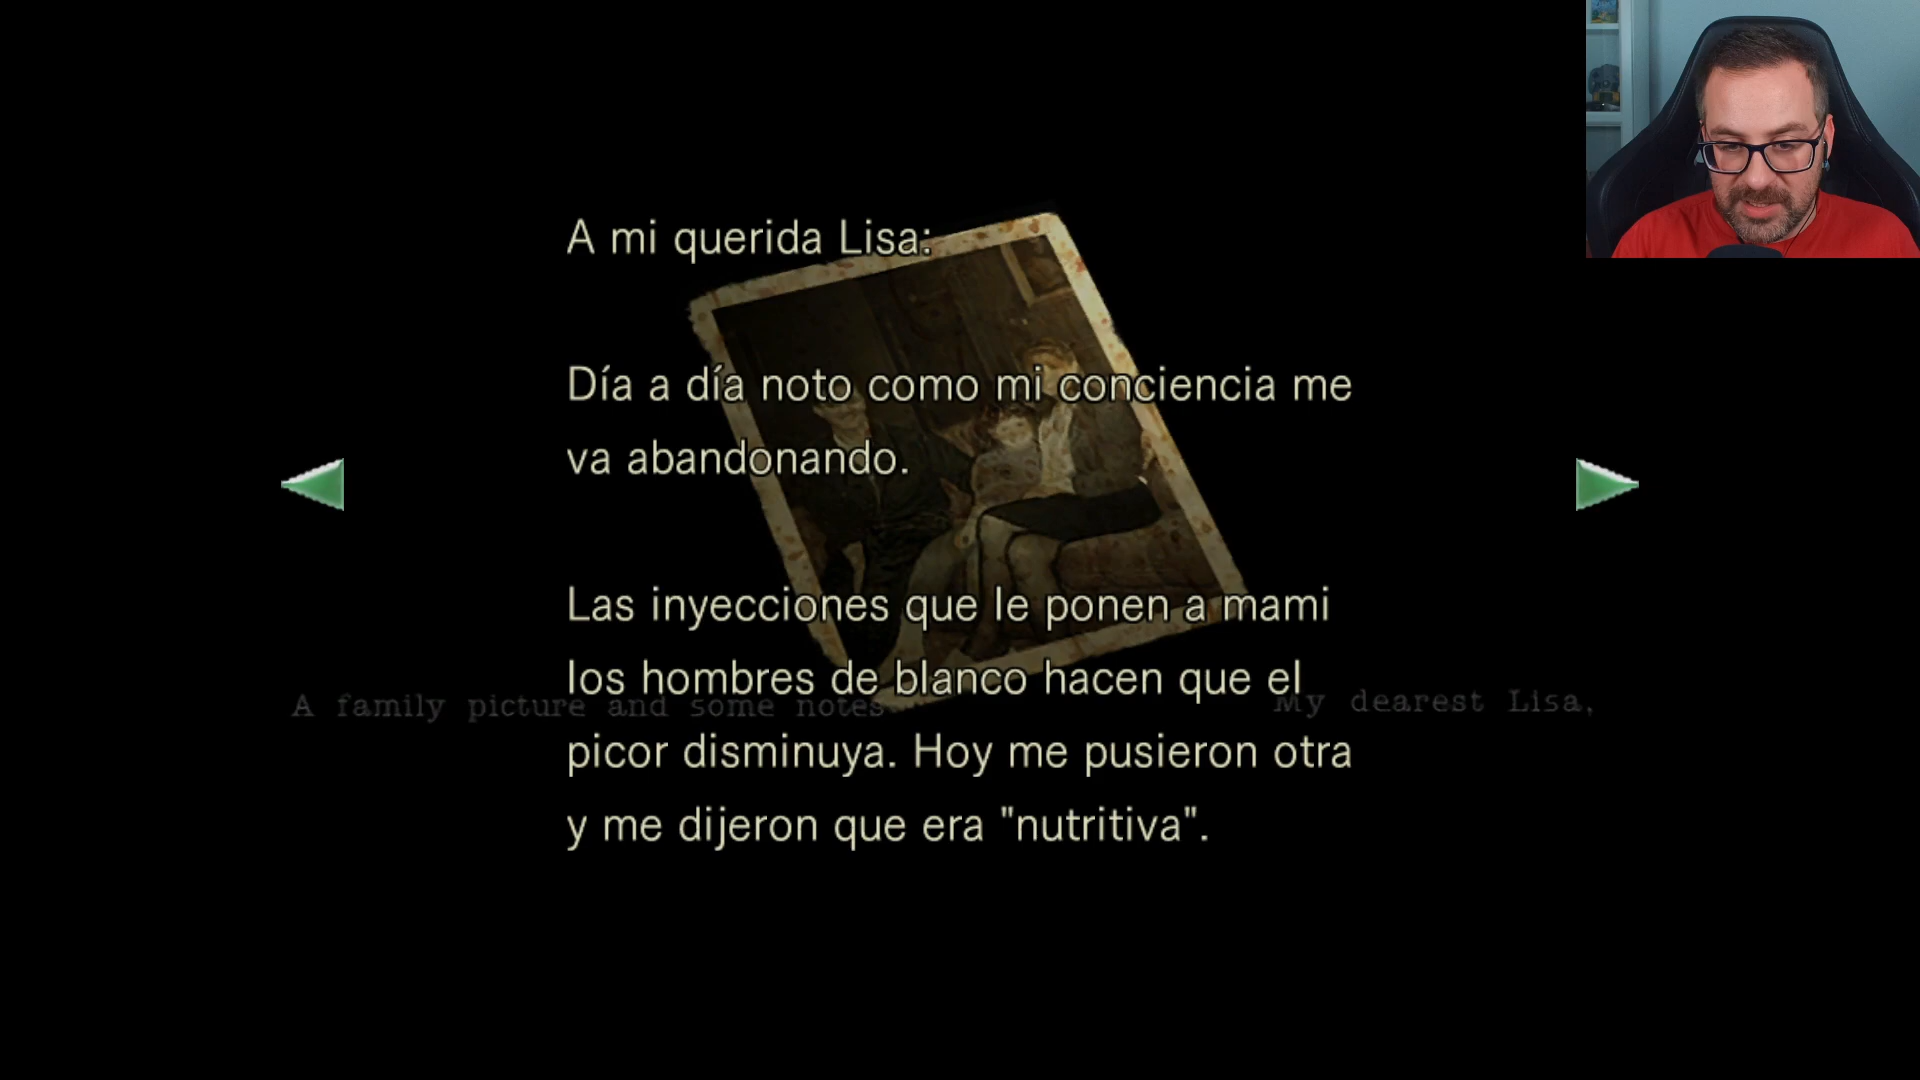 A mi querida Lisa:
Día a día noto como mi conciencia me
va abandonando.
Las inyecciones que le ponen a mami
los hombres de blanco hacen que el
picor disminuya. Hoy me pusieron otra
y me dijeron que era "nutritiva".
A family picture and some notes
My dearest Lisa,